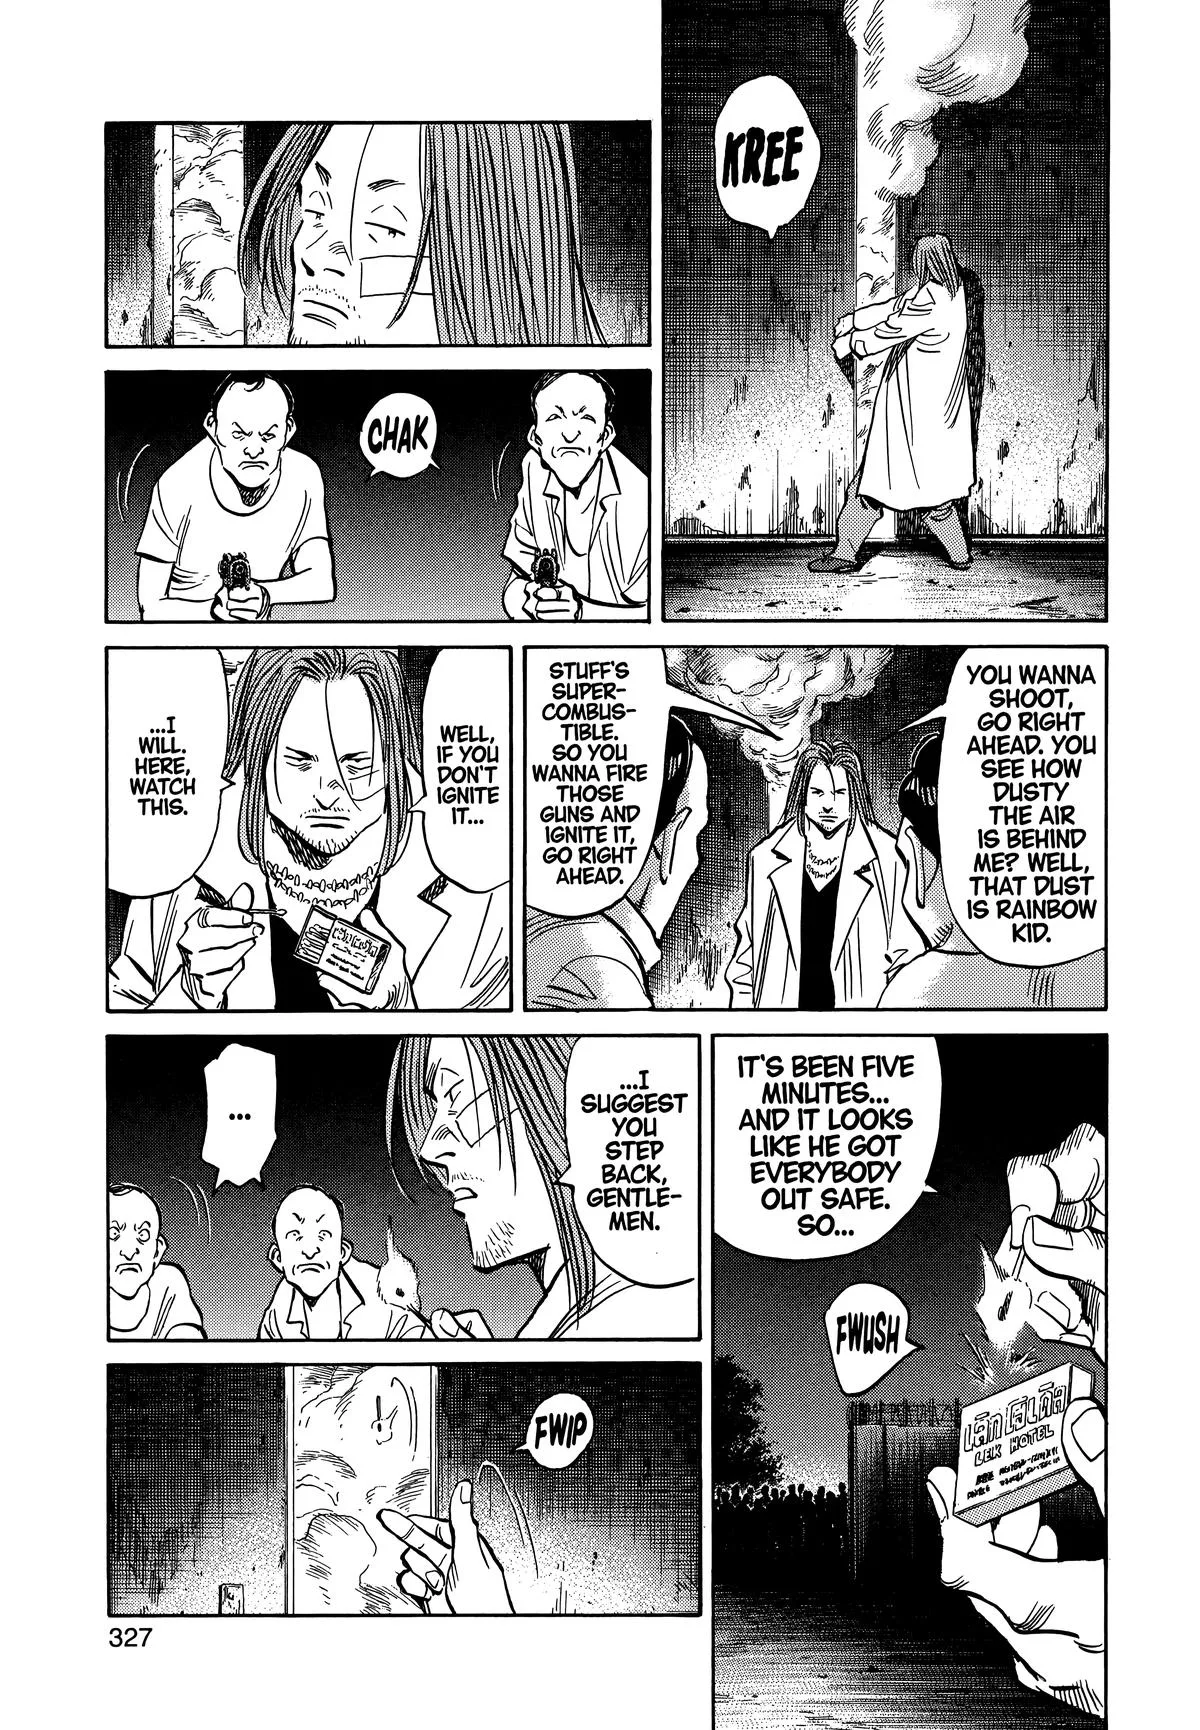 KREE
CHAK
YOU WANNA
SHOOT,
GO RIGHT
AHEAD. YOU
SEE HOW
DUSTY
THE AIR
IS BEHIND
ME? WELL,
THAT DUST
IS RAINBOW
KID.
STUFF'S
SUPER-
COMBUS-
TIBLE.
SO YOU
WANNA FIRE
THOSE
GUNS AND
IGNITE IT,
GO RIGHT
AHEAD.
WELL,
IF YOU
DON'T
IGNITE
IT...
...I
WILL.
HERE,
WATCH
THIS.
IT'S BEEN FIVE
MINUTES...
AND IT LOOKS
LIKE HE GOT
EVERYBODY
OUT SAFE.
SO...
FWUSH
LEK HOTEL
...I
SUGGEST
YOU
STEP
BACK,
GENTLE-
MEN.
...
FWIP
327